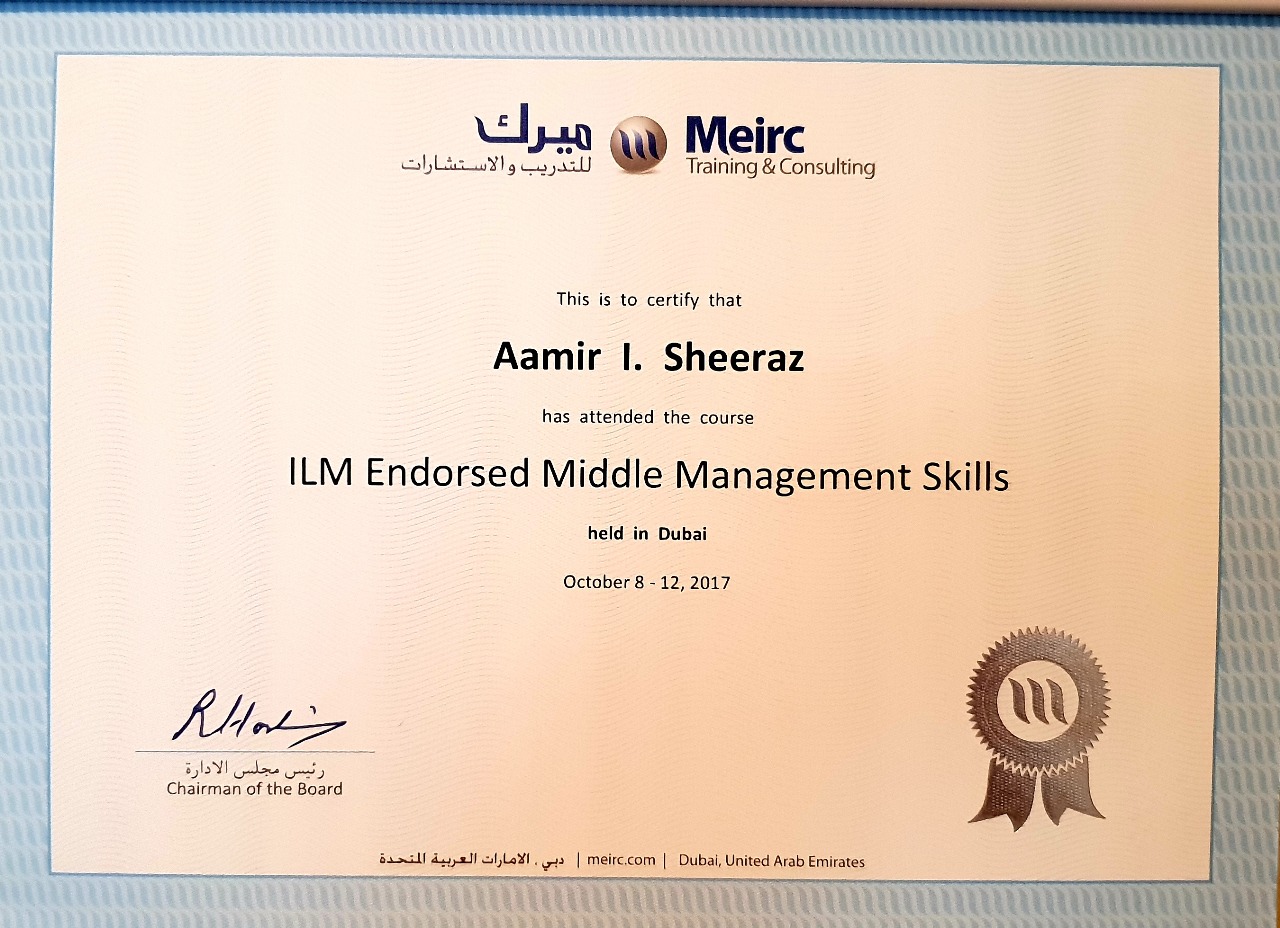 ميرك
للتدريب والاستشارات
Meirc
Training & Consulting
This is to certify that
Aamir I. Sheeraz
has attended the course
ILM Endorsed Middle Management Skills
held in Dubai
October 8 - 12, 2017
رئيس مجلس الادارة
Chairman of the Board
دبي . الامارات العربية المتحدة | meirc.com | Dubai, United Arab Emirates